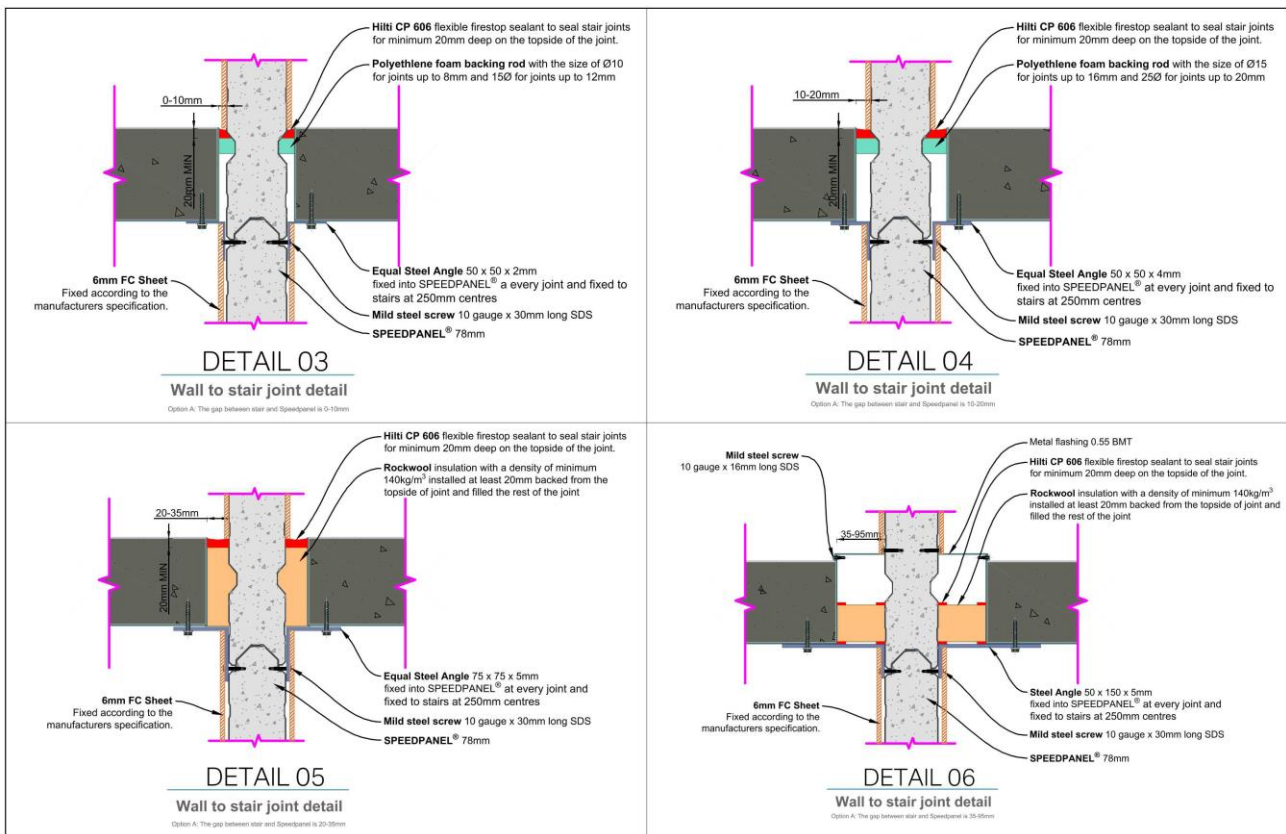 Hilti CP 606 flexible firestop sealant to seal stair joints
for minimum 20mm deep on the topside of the joint.
Polyethlene foam backing rod with the size of Ø10
for joints up to 8mm and 15Ø for joints up to 12mm
0-10mm
20mm MIN
6mm FC Sheet
Fixed according to the
manufacturers specification.
Equal Steel Angle 50 x 50 x 2mm
fixed into SPEEDPANEL® a every joint and fixed to
stairs at 250mm centres
Mild steel screw 10 gauge x 30mm long SDS
SPEEDPANEL® 78mm
DETAIL 03
Wall to stair joint detail
Option A: The gap between stair and Speedpanel is 0-10mm
Hilti CP 606 flexible firestop sealant to seal stair joints
for minimum 20mm deep on the topside of the joint.
Polyethlene foam backing rod with the size of Ø15
for joints up to 16mm and 25Ø for joints up to 20mm
10-20mm
20mm MIN
6mm FC Sheet
Fixed according to the
manufacturers specification.
Equal Steel Angle 50 x 50 x 4mm
fixed into SPEEDPANEL® at every joint and fixed to
stairs at 250mm centres
Mild steel screw 10 gauge x 30mm long SDS
SPEEDPANEL® 78mm
DETAIL 04
Wall to stair joint detail
Option A: The gap between stair and Speedpanel is 10-20mm
Hilti CP 606 flexible firestop sealant to seal stair joints
for minimum 20mm deep on the topside of the joint.
Rockwool insulation with a density of minimum
140kg/m³ installed at least 20mm backed from the
topside of joint and filled the rest of the joint
20-35mm
20mm MIN
6mm FC Sheet
Fixed according to the
manufacturers specification.
Equal Steel Angle 75 x 75 x 5mm
fixed into SPEEDPANEL® at every joint and
fixed to stairs at 250mm centres
Mild steel screw 10 gauge x 30mm long SDS
SPEEDPANEL® 78mm
DETAIL 05
Wall to stair joint detail
Option A: The gap between stair and Speedpanel is 20-35mm
Mild steel screw
10 gauge x 16mm long SDS
Metal flashing 0.55 BMT
Hilti CP 606 flexible firestop sealant to seal stair joints
for minimum 20mm deep on the topside of the joint.
Rockwool insulation with a density of minimum 140kg/m³
installed at least 20mm backed from the topside of joint and
filled the rest of the joint
35-95mm
6mm FC Sheet
Fixed according to the
manufacturers specification.
Steel Angle 50 x 150 x 5mm
fixed into SPEEDPANEL® at every joint and
fixed to stairs at 250mm centres
Mild steel screw 10 gauge x 30mm long SDS
SPEEDPANEL® 78mm
DETAIL 06
Wall to stair joint detail
Option A: The gap between stair and Speedpanel is 35-95mm